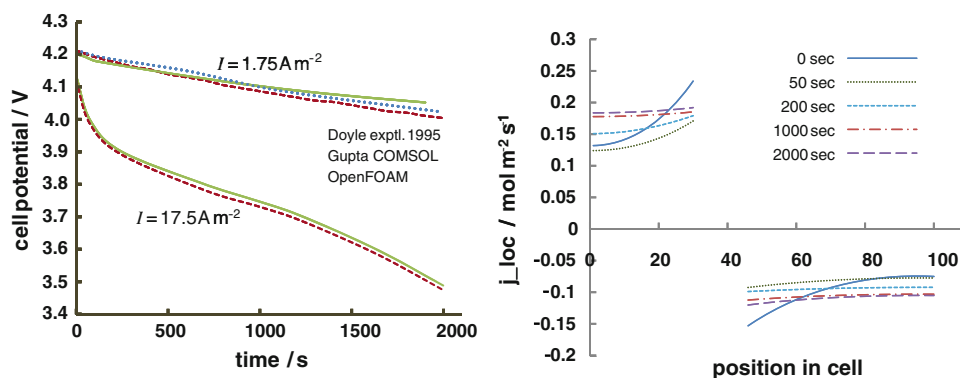 4.3
4.2
4.1
4.0
3.9
3.8
3.7
3.6
3.5
3.4
cell potential / V
I = 1.75 A m-2
Doyle exptl. 1995
Gupta COMSOL
OpenFOAM
I = 17.5 A m-2
0 500 1000 1500 2000
time / s
0.3
0.25
0.2
0.15
0.1
0.05
0
-0.05
-0.1
-0.15
-0.2
j_loc / mol m-2 s-1
0 sec
50 sec
200 sec
1000 sec
2000 sec
0 20 40 60 80 100
position in cell